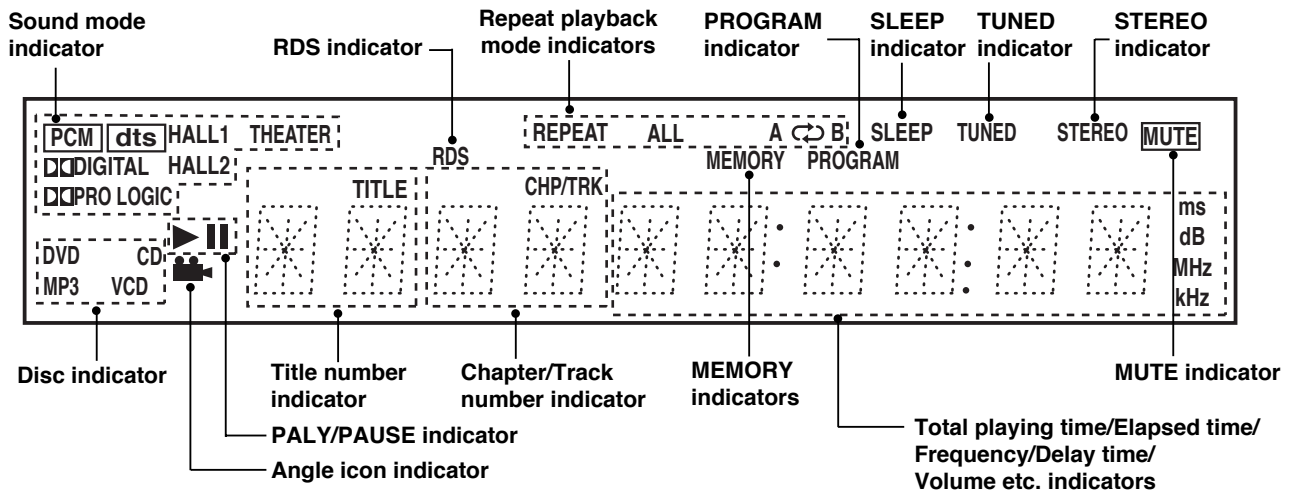 Sound mode
indicator
RDS indicator
Repeat playback
mode indicators
PROGRAM
indicator
SLEEP
indicator
TUNED
indicator
STEREO
indicator
PCM dts HALL1 THEATER
DIGITAL HALL2
PRO LOGIC
RDS
REPEAT ALL A B
SLEEP TUNED STEREO MUTE
MEMORY PROGRAM
TITLE
CHP/TRK
DVD CD
MP3 VCD
ms
dB
MHz
kHz
Disc indicator
Title number
indicator
Chapter/Track
number indicator
MEMORY
indicators
MUTE indicator
PALY/PAUSE indicator
Angle icon indicator
Total playing time/Elapsed time/
Frequency/Delay time/
Volume etc. indicators